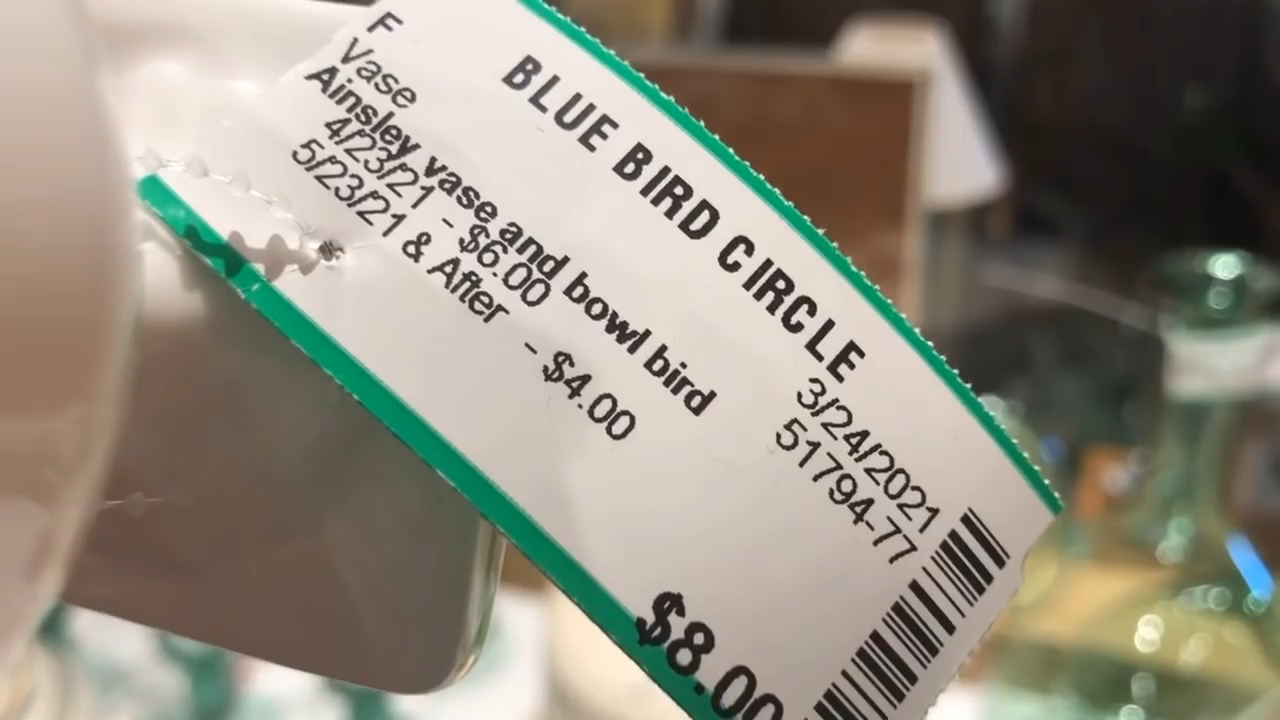 BLUE BIRD CIRCLE
3/24/2021
51794-77
F
Vase
Ainsley vase and bowl bird
4/23/21 - $6.00
5/23/21 & After - $4.00
$8.00